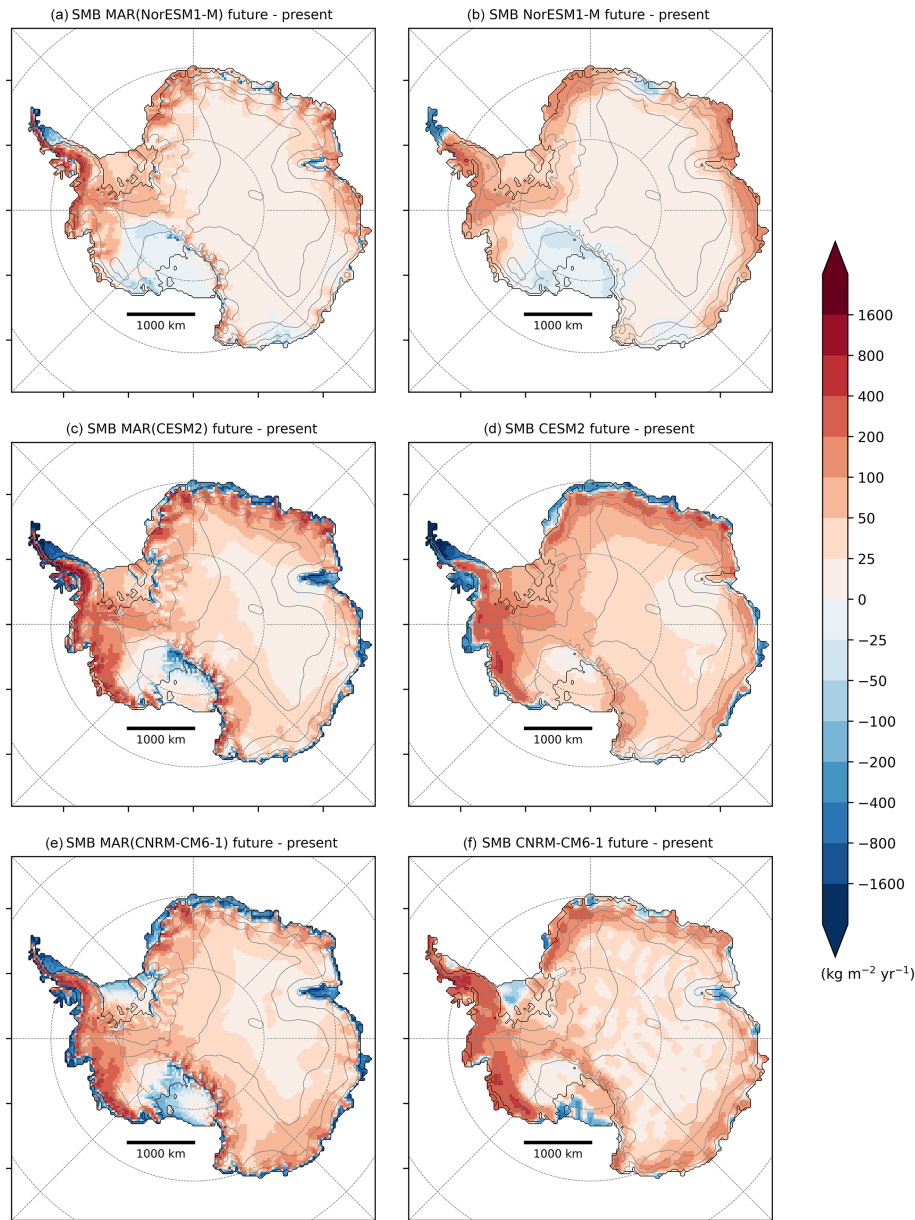 (a) SMB MAR(NorESM1-M) future - present
(b) SMB NorESM1-M future - present
1000 km
1000 km
(c) SMB MAR(CESM2) future - present
(d) SMB CESM2 future - present
1000 km
1000 km
(e) SMB MAR(CNRM-CM6-1) future - present
(f) SMB CNRM-CM6-1 future - present
1000 km
1000 km
1600
800
400
200
100
50
25
0
−25
−50
−100
−200
−400
−800
−1600
(kg m⁻² yr⁻¹)